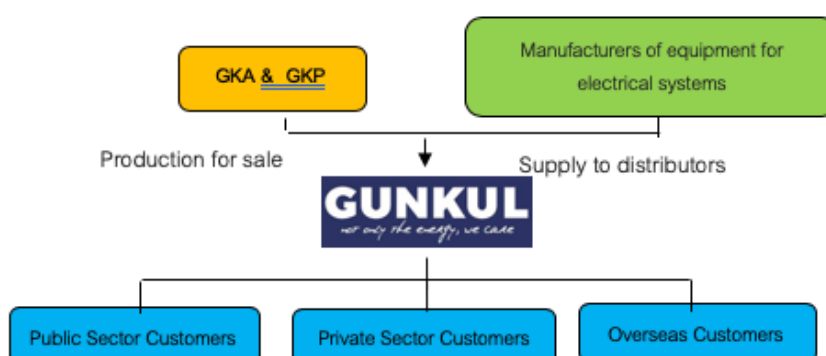 Manufacturers of equipment for
electrical systems
GKA & GKP
Production for sale
Supply to distributors
GUNKUL
not only the energy, we care
Public Sector Customers
Private Sector Customers
Overseas Customers